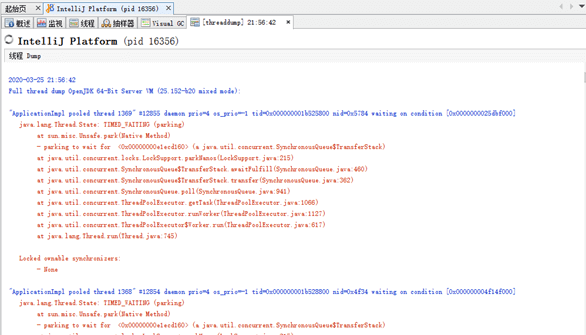 起始页 × IntelliJ Platform (pid 16356) ×
概述 监视 线程 抽样器 Visual GC [threaddump] 21:56:42 ×
IntelliJ Platform (pid 16356)
线程 Dump
2020-03-25 21:56:42
Full thread dump OpenJDK 64-Bit Server VM (25.152-b20 mixed mode):
"ApplicationImpl pooled thread 1369" #12855 daemon prio=4 os_prio=-1 tid=0x000000001b525800 nid=0x5784 waiting on condition [0x0000000025dbf000]
java.lang.Thread.State: TIMED_WAITING (parking)
at sun.misc.Unsafe.park(Native Method)
- parking to wait for <0x00000000e1ecd160> (a java.util.concurrent.SynchronousQueue$TransferStack)
at java.util.concurrent.locks.LockSupport.parkNanos(LockSupport.java:215)
at java.util.concurrent.SynchronousQueue$TransferStack.awaitFulfill(SynchronousQueue.java:460)
at java.util.concurrent.SynchronousQueue$TransferStack.transfer(SynchronousQueue.java:362)
at java.util.concurrent.SynchronousQueue.poll(SynchronousQueue.java:941)
at java.util.concurrent.ThreadPoolExecutor.getTask(ThreadPoolExecutor.java:1066)
at java.util.concurrent.ThreadPoolExecutor.runWorker(ThreadPoolExecutor.java:1127)
at java.util.concurrent.ThreadPoolExecutor$Worker.run(ThreadPoolExecutor.java:617)
at java.lang.Thread.run(Thread.java:745)
Locked ownable synchronizers:
- None
"ApplicationImpl pooled thread 1368" #12854 daemon prio=4 os_prio=-1 tid=0x000000001b528800 nid=0x4f34 waiting on condition [0x000000004f14f000]
java.lang.Thread.State: TIMED_WAITING (parking)
at sun.misc.Unsafe.park(Native Method)
- parking to wait for <0x00000000e1ecd160> (a java.util.concurrent.SynchronousQueue$TransferStack)